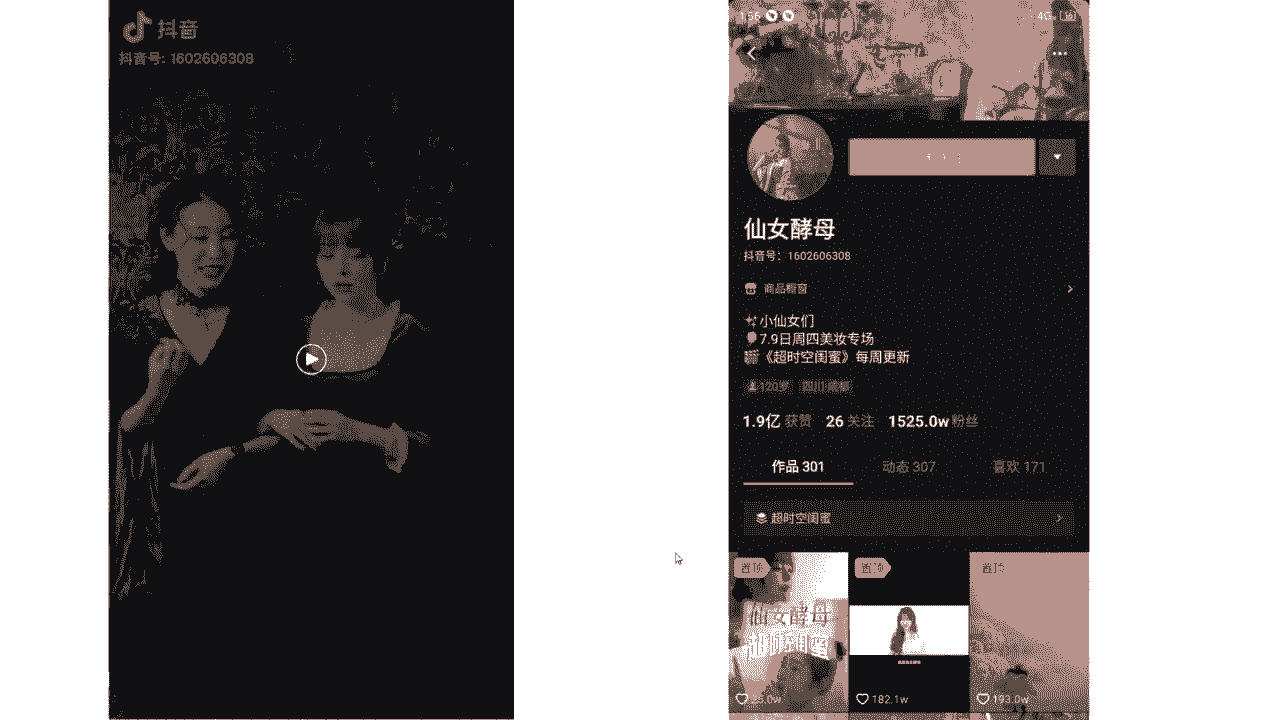 抖音
抖音号: 1602606308
1:56
4G
仙女酵母
抖音号: 1602606308
商品橱窗
小仙女们
7.9日周四美妆专场
《超时空闺蜜》每周更新
120岁 四川·成都
1.9亿 获赞 26 关注 1525.0w 粉丝
作品 301 动态 307 喜欢 171
超时空闺蜜
置顶 置顶 置顶
仙女酵母
182.1w 193.0w